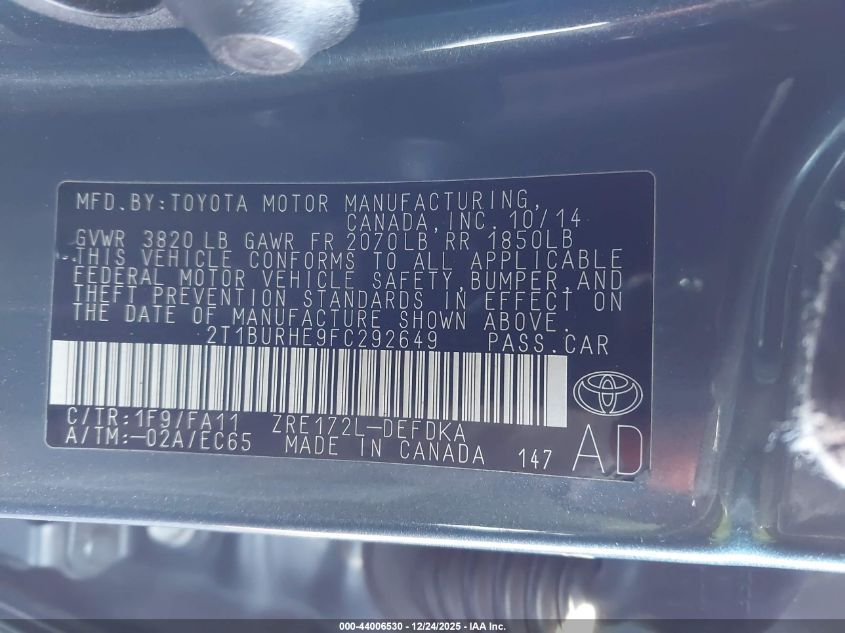 MFD.BY:TOYOTA MOTOR MANUFACTURING,
CANADA,INC. 10/14
GVWR 3820 LB GAWR FR 2070LB RR 1850LB
THIS VEHICLE CONFORMS TO ALL APPLICABLE
FEDERAL MOTOR VEHICLE SAFETY,BUMPER,AND
THEFT PREVENTION STANDARDS IN EFFECT ON
THE DATE OF MANUFACTURE SHOWN ABOVE.
2T1BURHE9FC292649 PASS.CAR
C/TR:1F9/FA11 ZRE172L-DEFDKA
A/TM:-02A/EC65 MADE IN CANADA 147 AD
000-44006530 - 12/24/2025 - IAA Inc.